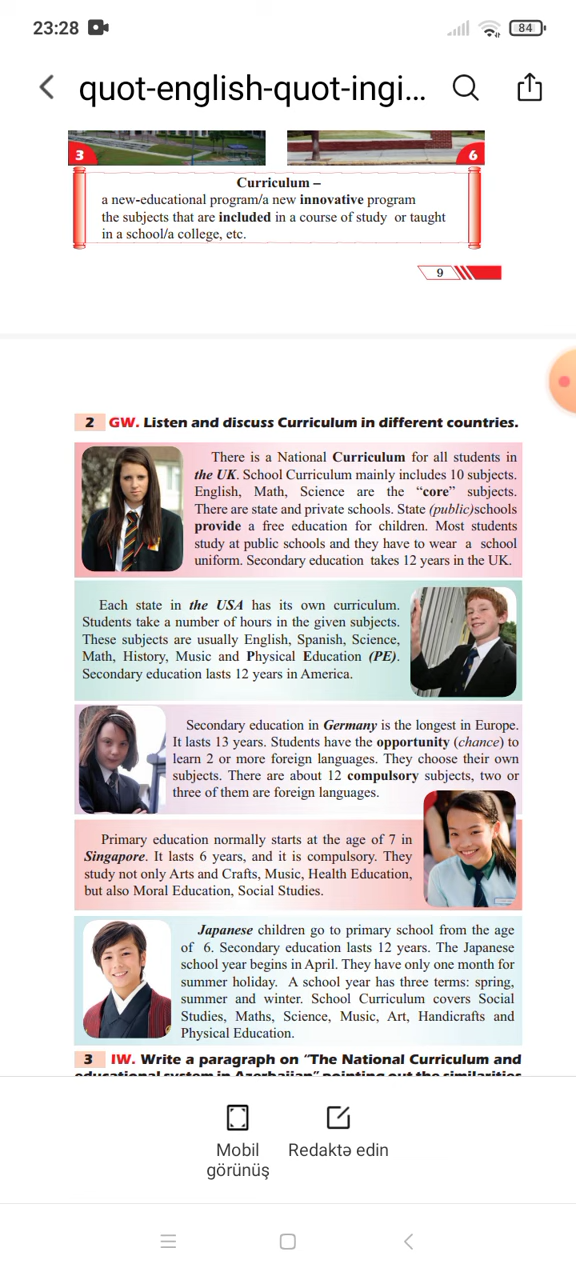 23:28
84
quot-english-quot-ingi...
3
6
Curriculum –
a new-educational program/a new innovative program
the subjects that are included in a course of study or taught
in a school/a college, etc.
9
2 GW. Listen and discuss Curriculum in different countries.
There is a National Curriculum for all students in
the UK. School Curriculum mainly includes 10 subjects.
English, Math, Science are the “core” subjects.
There are state and private schools. State (public)schools
provide a free education for children. Most students
study at public schools and they have to wear a school
uniform. Secondary education takes 12 years in the UK.
Each state in the USA has its own curriculum.
Students take a number of hours in the given subjects.
These subjects are usually English, Spanish, Science,
Math, History, Music and Physical Education (PE).
Secondary education lasts 12 years in America.
Secondary education in Germany is the longest in Europe.
It lasts 13 years. Students have the opportunity (chance) to
learn 2 or more foreign languages. They choose their own
subjects. There are about 12 compulsory subjects, two or
three of them are foreign languages.
Primary education normally starts at the age of 7 in
Singapore. It lasts 6 years, and it is compulsory. They
study not only Arts and Crafts, Music, Health Education,
but also Moral Education, Social Studies.
Japanese children go to primary school from the age
of 6. Secondary education lasts 12 years. The Japanese
school year begins in April. They have only one month for
summer holiday. A school year has three terms: spring,
summer and winter. School Curriculum covers Social
Studies, Maths, Science, Music, Art, Handicrafts and
Physical Education.
3 IW. Write a paragraph on “The National Curriculum and
educational system in Azerbaijan” pointing out the similarities
Mobil
görünüş
Redaktə edin